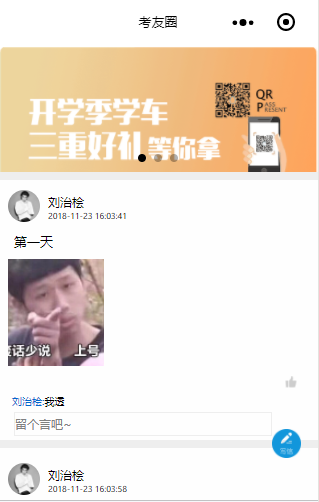 考友圈
开学季学车
三重好礼等你拿
QR
PASS
PRESENT
刘治桧
2018-11-23 16:03:41
第一天
废话少说 上号
刘治桧:我透
留个言吧~
写信
刘治桧
2018-11-23 16:03:58